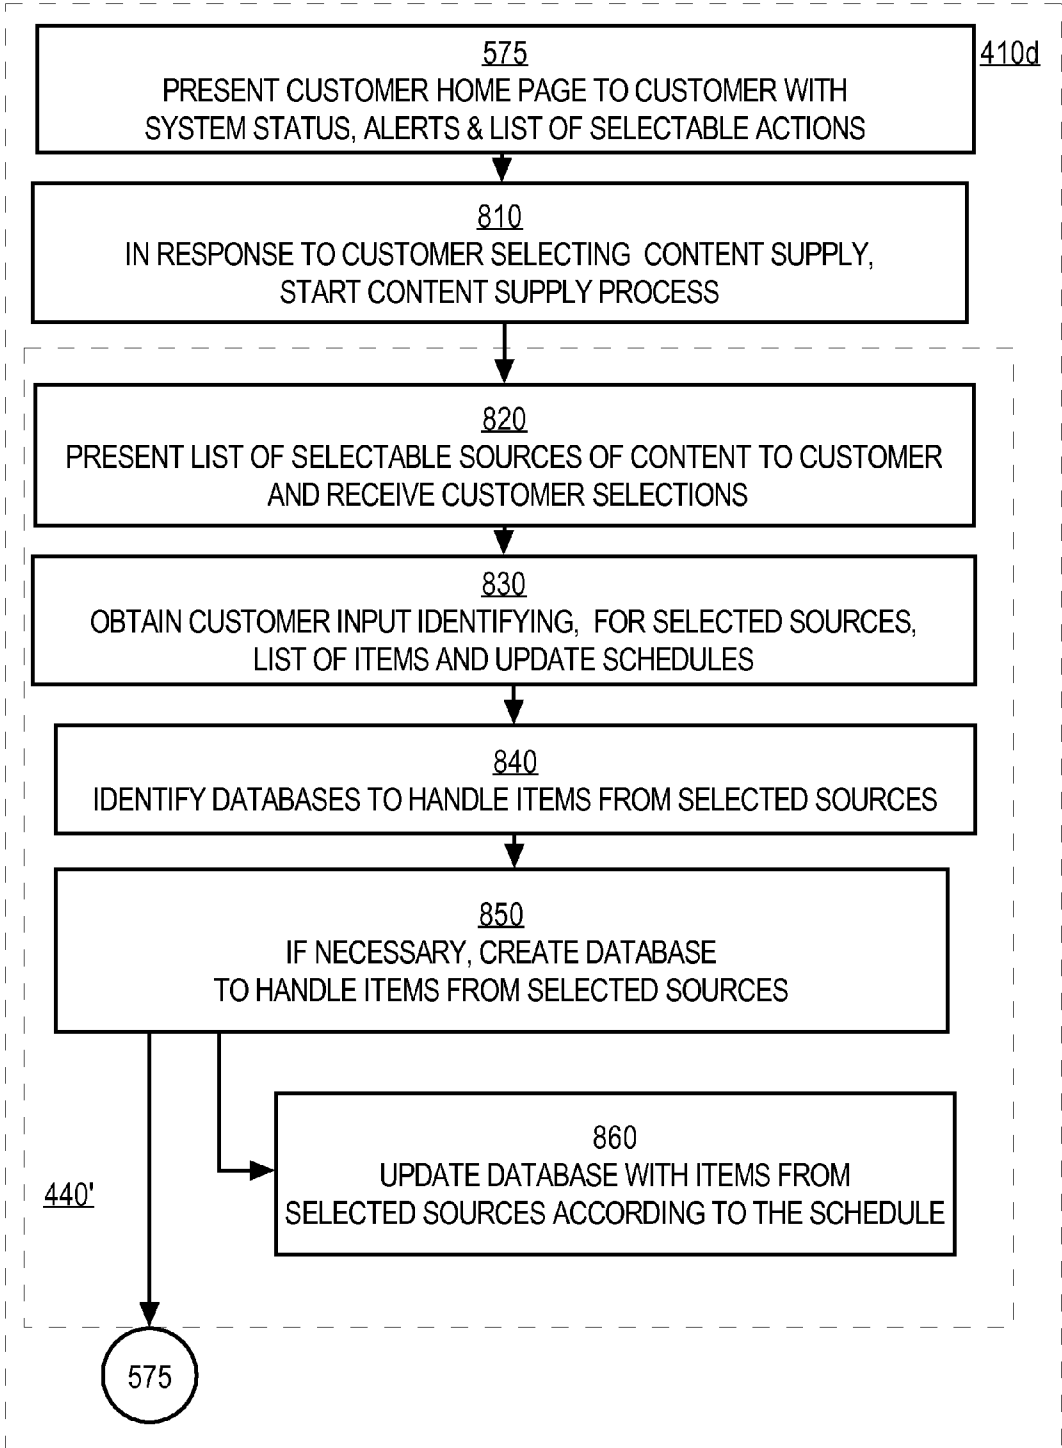 575
410d
PRESENT CUSTOMER HOME PAGE TO CUSTOMER WITH
SYSTEM STATUS, ALERTS & LIST OF SELECTABLE ACTIONS
810
IN RESPONSE TO CUSTOMER SELECTING CONTENT SUPPLY,
START CONTENT SUPPLY PROCESS
820
PRESENT LIST OF SELECTABLE SOURCES OF CONTENT TO CUSTOMER
AND RECEIVE CUSTOMER SELECTIONS
830
OBTAIN CUSTOMER INPUT IDENTIFYING, FOR SELECTED SOURCES,
LIST OF ITEMS AND UPDATE SCHEDULES
840
IDENTIFY DATABASES TO HANDLE ITEMS FROM SELECTED SOURCES
850
IF NECESSARY, CREATE DATABASE
TO HANDLE ITEMS FROM SELECTED SOURCES
860
UPDATE DATABASE WITH ITEMS FROM
SELECTED SOURCES ACCORDING TO THE SCHEDULE
440'
575